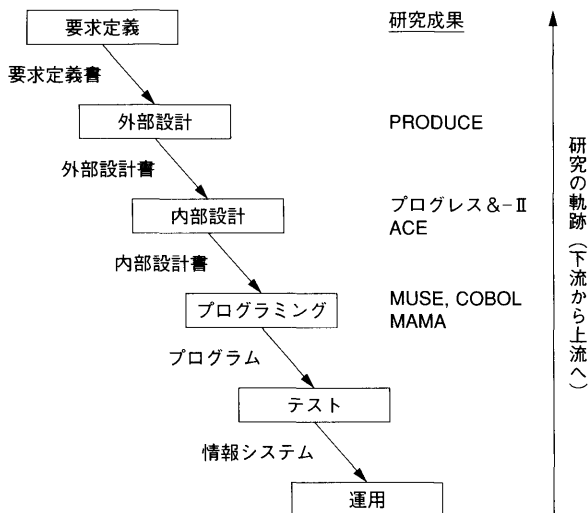 要求定義
研究成果
要求定義書
外部設計
PRODUCE
外部設計書
内部設計
プログレス&-Ⅱ
ACE
内部設計書
プログラミング
MUSE, COBOL
MAMA
プログラム
テスト
情報システム
運用
研究の軌跡(下流から上流へ)